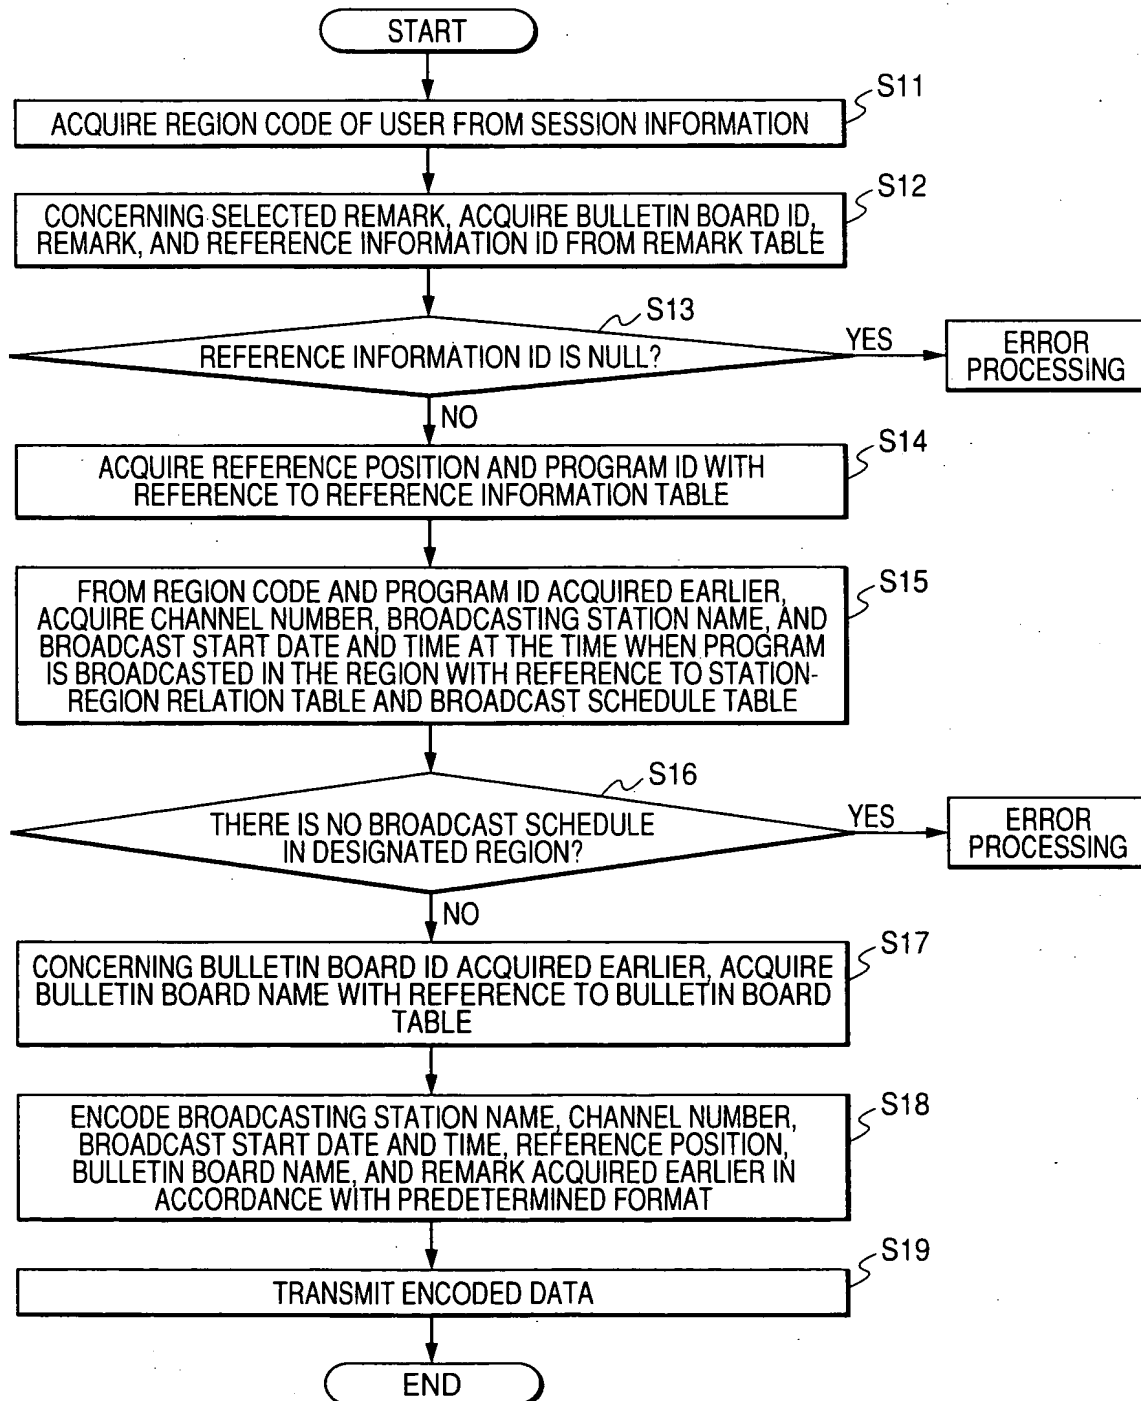 START
S11
ACQUIRE REGION CODE OF USER FROM SESSION INFORMATION
S12
CONCERNING SELECTED REMARK, ACQUIRE BULLETIN BOARD ID,
REMARK, AND REFERENCE INFORMATION ID FROM REMARK TABLE
S13
REFERENCE INFORMATION ID IS NULL?
YES
ERROR
PROCESSING
NO
S14
ACQUIRE REFERENCE POSITION AND PROGRAM ID WITH
REFERENCE TO REFERENCE INFORMATION TABLE
S15
FROM REGION CODE AND PROGRAM ID ACQUIRED EARLIER,
ACQUIRE CHANNEL NUMBER, BROADCASTING STATION NAME, AND
BROADCAST START DATE AND TIME AT THE TIME WHEN PROGRAM
IS BROADCASTED IN THE REGION WITH REFERENCE TO STATION-
REGION RELATION TABLE AND BROADCAST SCHEDULE TABLE
S16
THERE IS NO BROADCAST SCHEDULE
IN DESIGNATED REGION?
YES
ERROR
PROCESSING
NO
S17
CONCERNING BULLETIN BOARD ID ACQUIRED EARLIER, ACQUIRE
BULLETIN BOARD NAME WITH REFERENCE TO BULLETIN BOARD
TABLE
S18
ENCODE BROADCASTING STATION NAME, CHANNEL NUMBER,
BROADCAST START DATE AND TIME, REFERENCE POSITION,
BULLETIN BOARD NAME, AND REMARK ACQUIRED EARLIER IN
ACCORDANCE WITH PREDETERMINED FORMAT
S19
TRANSMIT ENCODED DATA
END